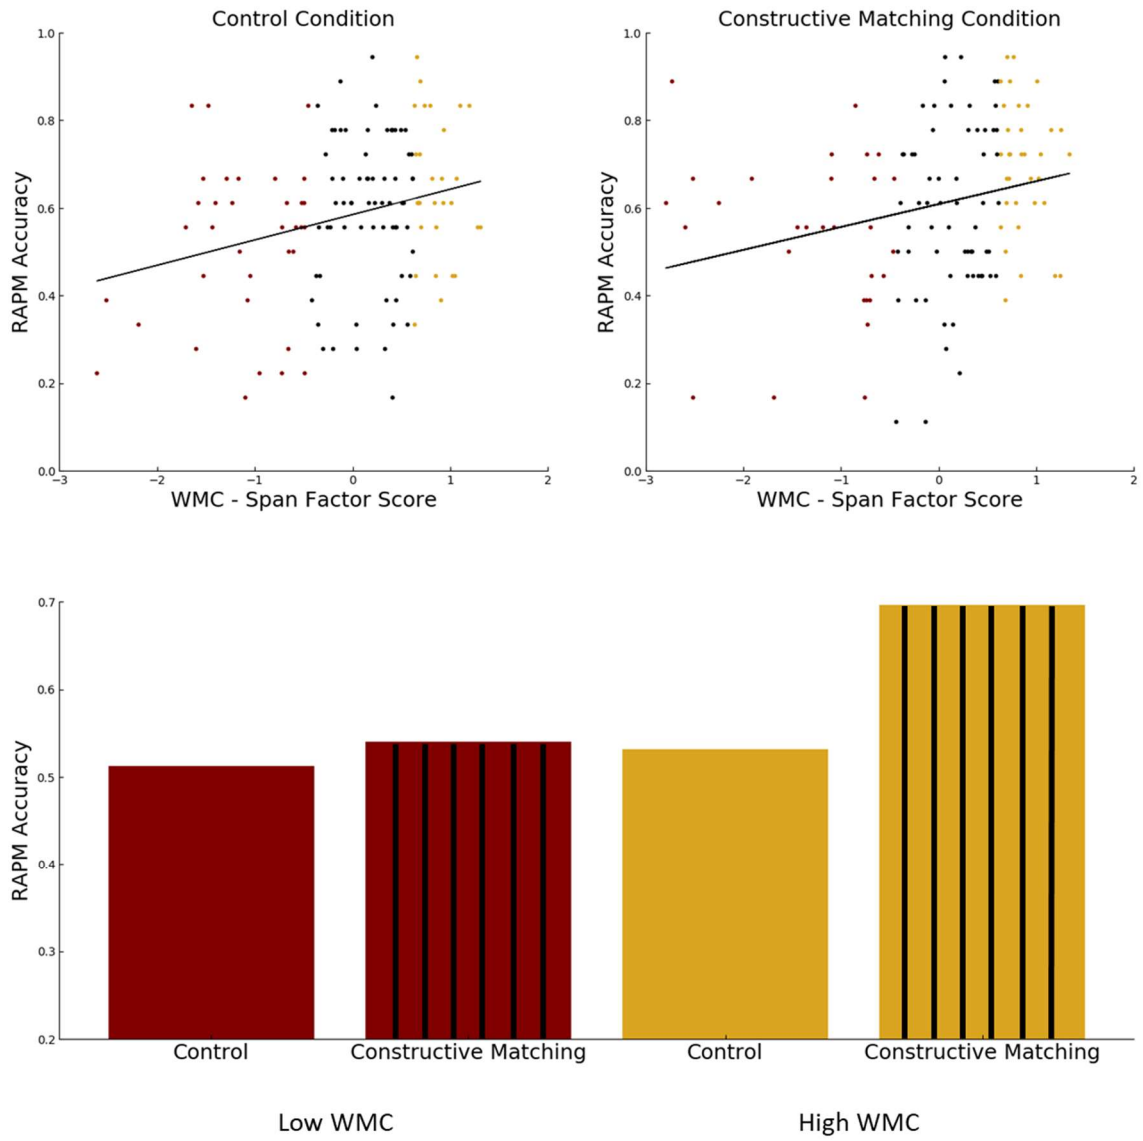 Control Condition
RAPM Accuracy
1.0
0.8
0.6
0.4
0.2
0.0
−3 −2 −1 0 1 2
WMC - Span Factor Score
Constructive Matching Condition
RAPM Accuracy
1.0
0.8
0.6
0.4
0.2
0.0
−3 −2 −1 0 1 2
WMC - Span Factor Score
RAPM Accuracy
0.7
0.6
0.5
0.4
0.3
0.2
Control Constructive Matching Control Constructive Matching
Low WMC High WMC